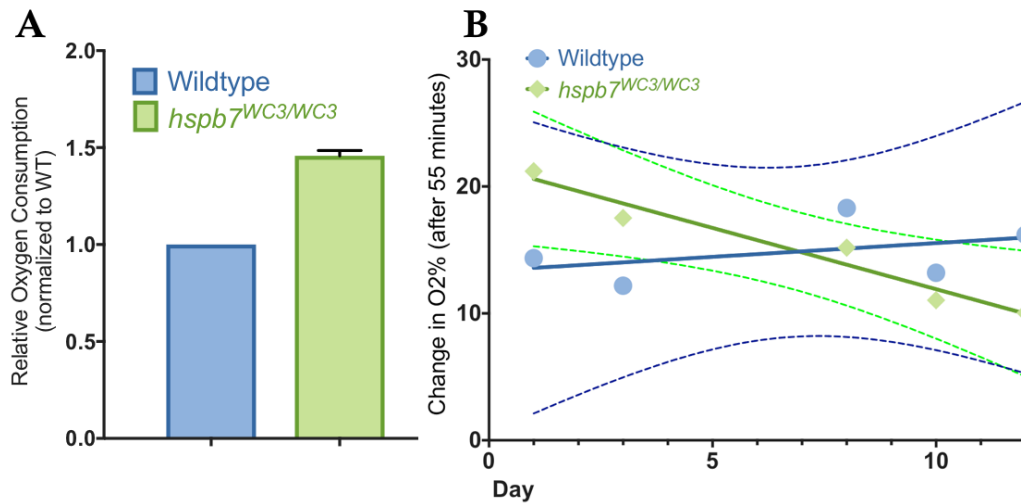 A
Relative Oxygen Consumption
(normalized to WT)
2.0
1.5
1.0
0.5
0.0
Wildtype
hspb7WC3/WC3
B
Change in O2% (after 55 minutes)
30
20
10
0
Wildtype
hspb7WC3/WC3
0 5 10
Day